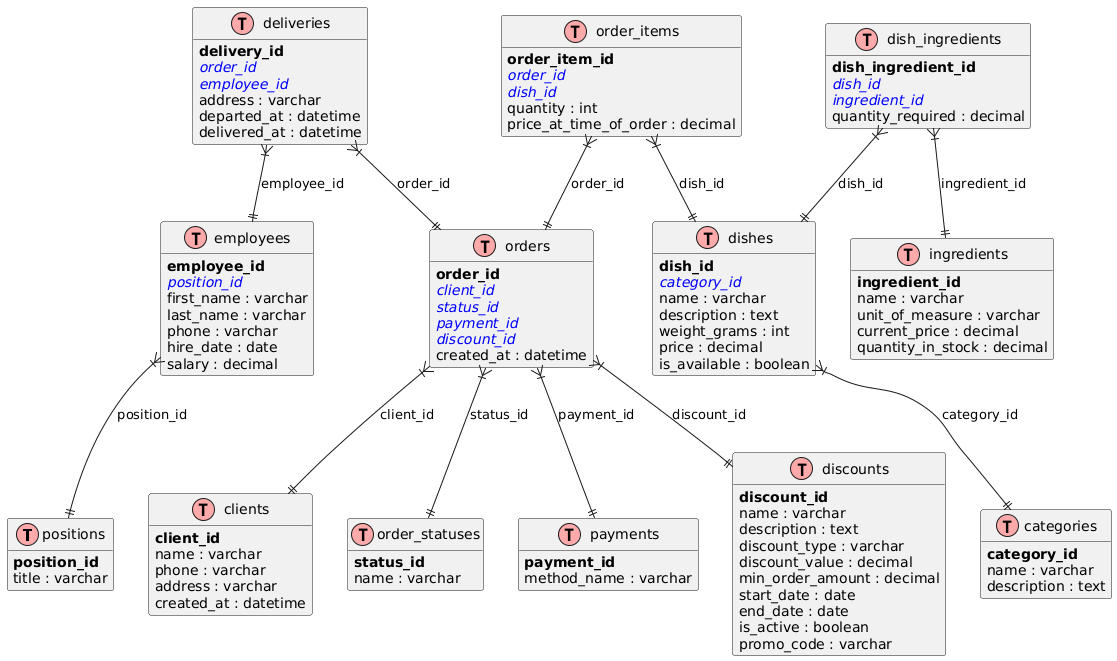 T deliveries
delivery_id
order_id
employee_id
address : varchar
departed_at : datetime
delivered_at : datetime
T order_items
order_item_id
order_id
dish_id
quantity : int
price_at_time_of_order : decimal
T dish_ingredients
dish_ingredient_id
dish_id
ingredient_id
quantity_required : decimal
employee_id
order_id
order_id
dish_id
dish_id
ingredient_id
T employees
employee_id
position_id
first_name : varchar
last_name : varchar
phone : varchar
hire_date : date
salary : decimal
T orders
order_id
client_id
status_id
payment_id
discount_id
created_at : datetime
T dishes
dish_id
category_id
name : varchar
description : text
weight_grams : int
price : decimal
is_available : boolean
T ingredients
ingredient_id
name : varchar
unit_of_measure : varchar
current_price : decimal
quantity_in_stock : decimal
position_id
client_id
status_id
payment_id
discount_id
category_id
T positions
position_id
title : varchar
T clients
client_id
name : varchar
phone : varchar
address : varchar
created_at : datetime
T order_statuses
status_id
name : varchar
T payments
payment_id
method_name : varchar
T discounts
discount_id
name : varchar
description : text
discount_type : varchar
discount_value : decimal
min_order_amount : decimal
start_date : date
end_date : date
is_active : boolean
promo_code : varchar
T categories
category_id
name : varchar
description : text